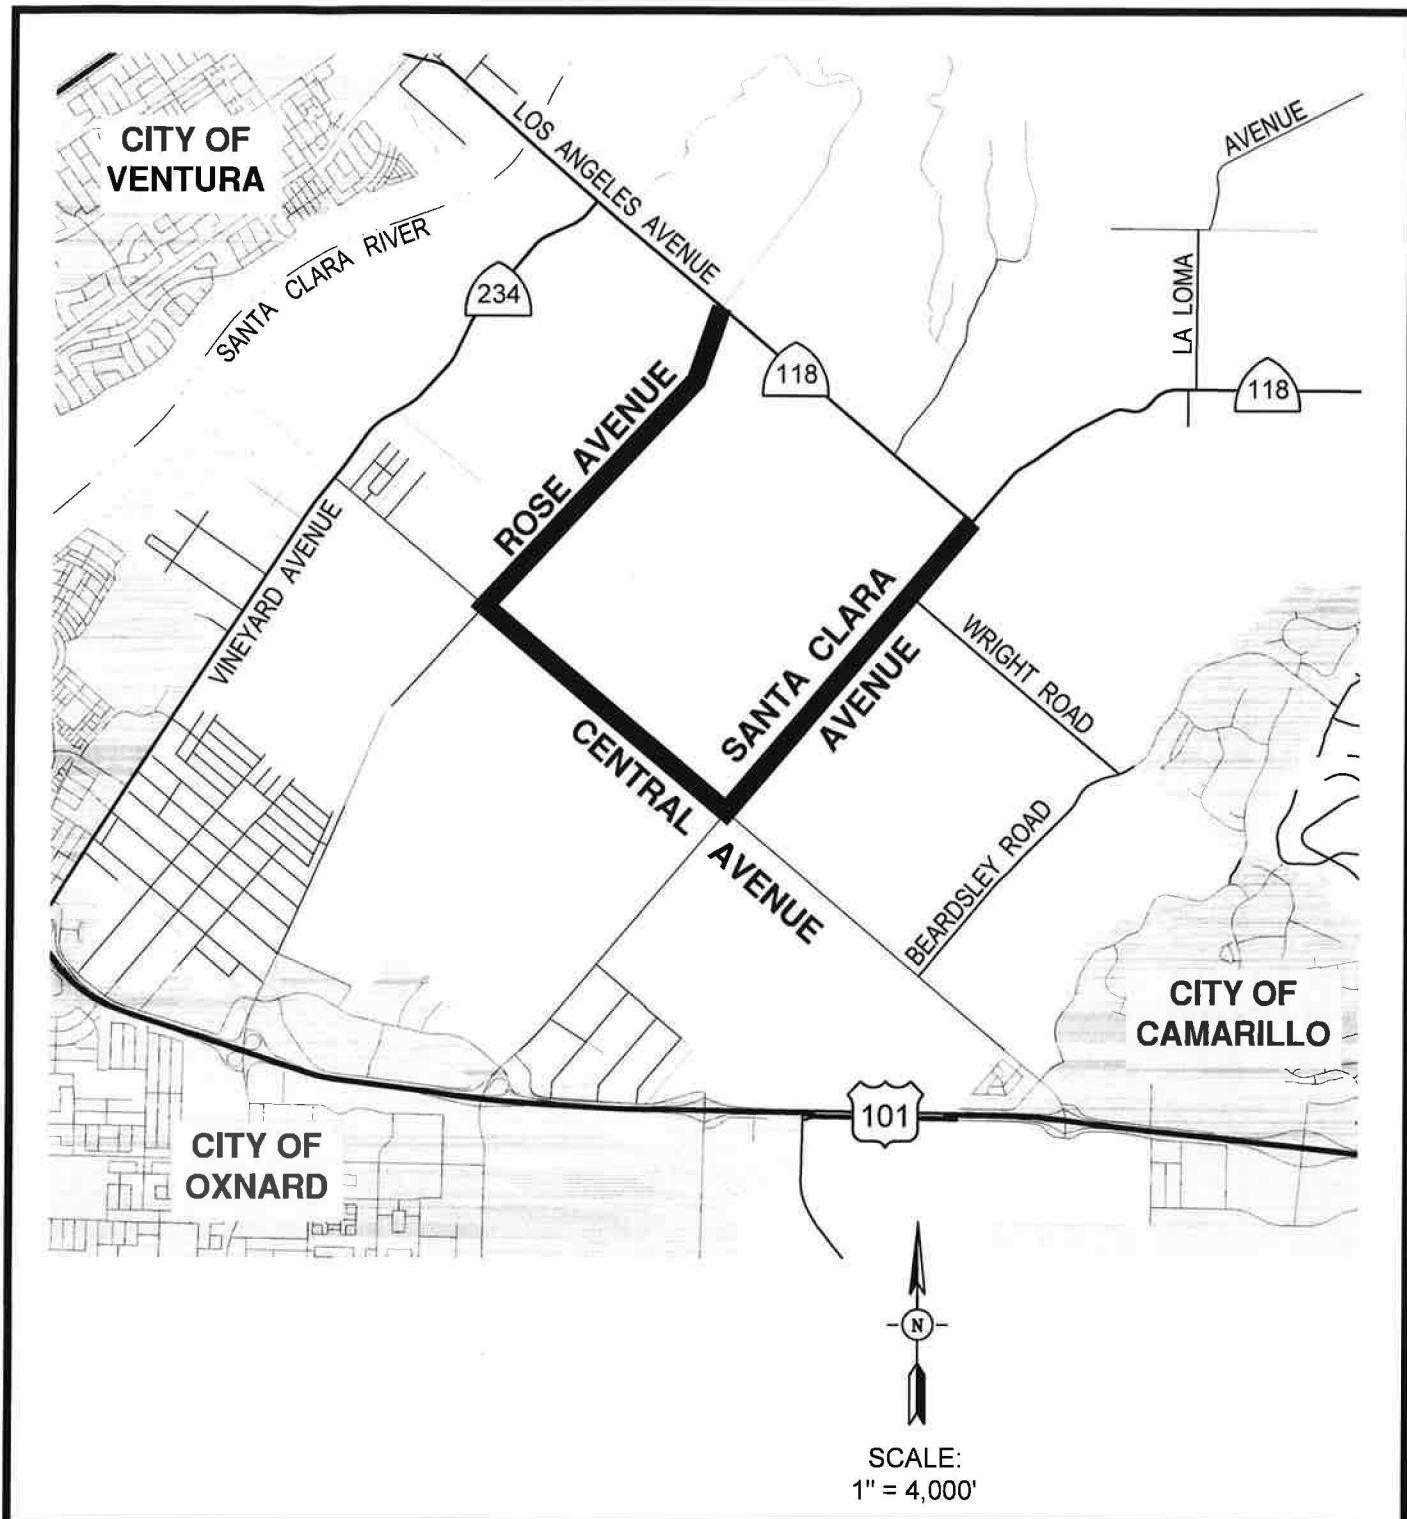 CITY OF
VENTURA
LOS ANGELES AVENUE
AVENUE
SANTA CLARA RIVER
234
LA LOMA
118
118
ROSE AVENUE
VINEYARD AVENUE
SANTA CLARA
AVENUE
WRIGHT ROAD
CENTRAL AVENUE
BEARDSLEY ROAD
CITY OF
CAMARILLO
101
CITY OF
OXNARD
N
SCALE:
1" = 4,000'